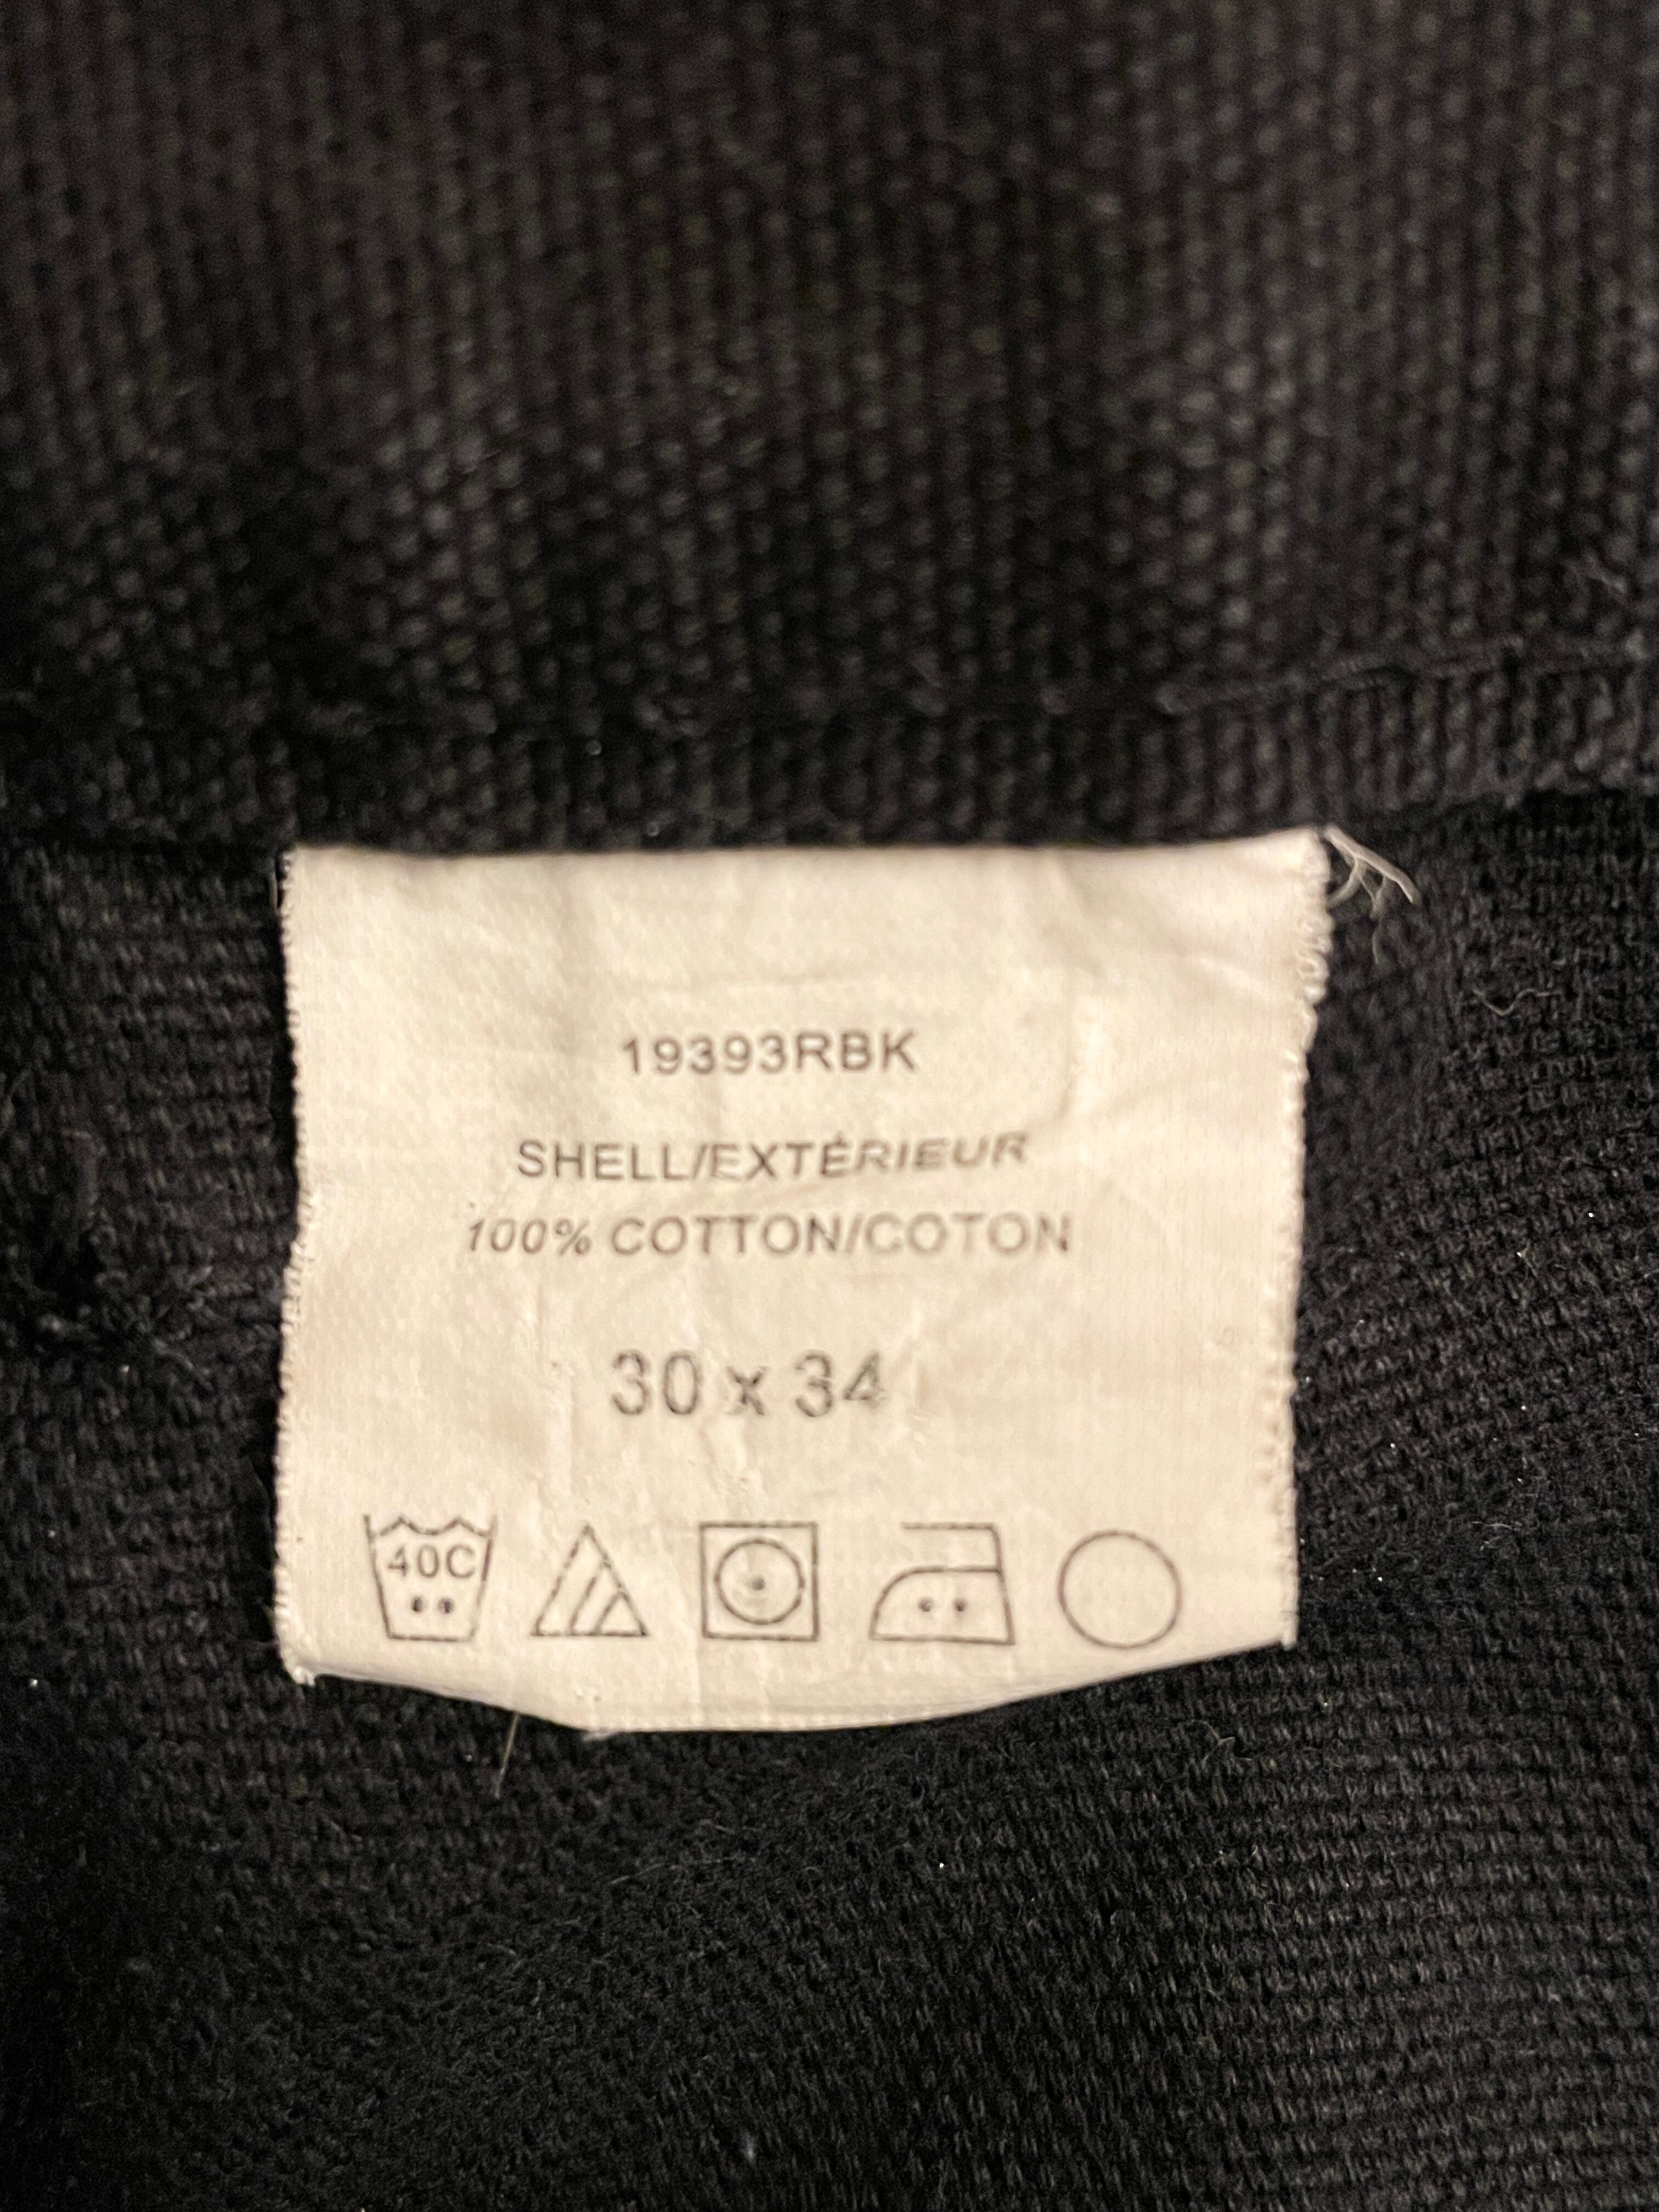 19393RBK
SHELL/EXTÉRIEUR
100% COTTON/COTON
30 x 34
40C